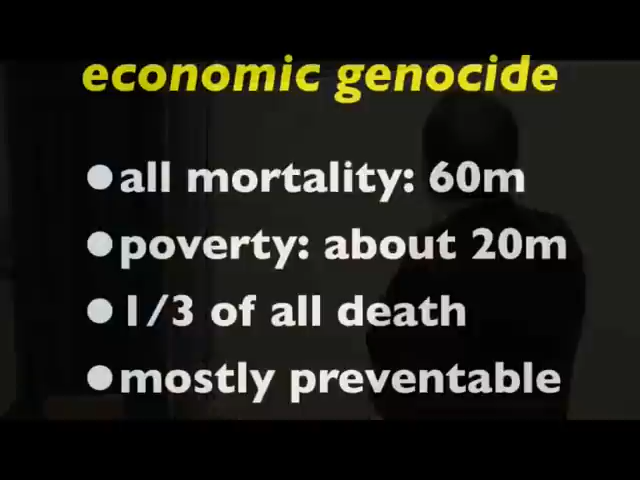 economic genocide
●all mortality: 60m
●poverty: about 20m
●1/3 of all death
●mostly preventable